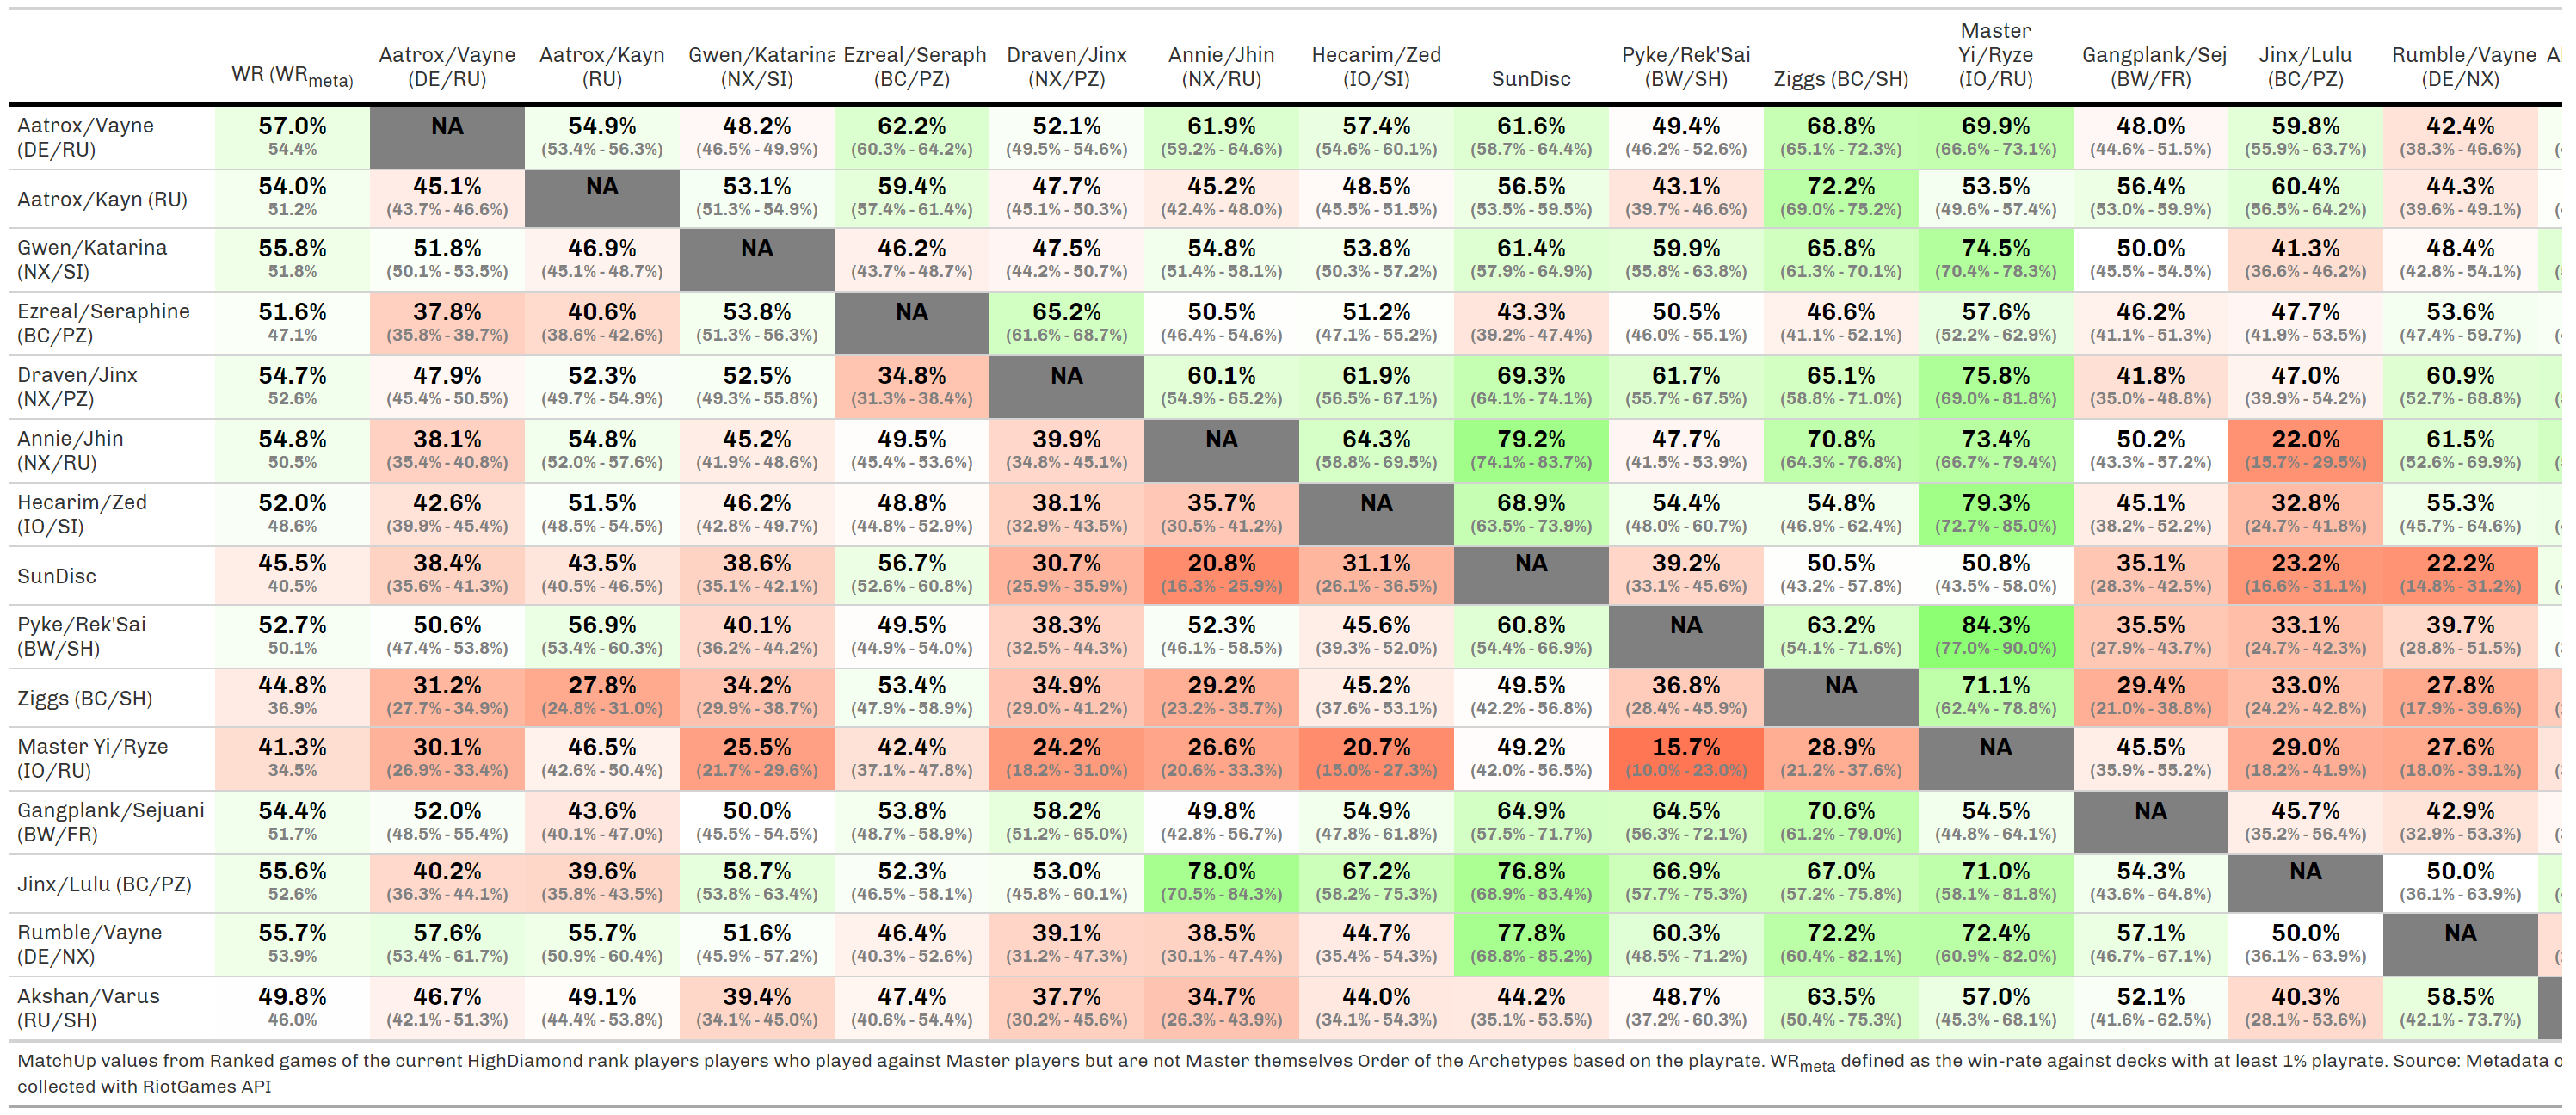 WR (WRmeta) Aatrox/Vayne (DE/RU) Aatrox/Kayn (RU) Gwen/Katarina (NX/SI) Ezreal/Seraphi (BC/PZ) Draven/Jinx (NX/PZ) Annie/Jhin (NX/RU) Hecarim/Zed (IO/SI) SunDisc Pyke/Rek'Sai (BW/SH) Ziggs (BC/SH) Master Yi/Ryze (IO/RU) Gangplank/Sej (BW/FR) Jinx/Lulu (BC/PZ) Rumble/Vayne (DE/NX) A
Aatrox/Vayne 57.0% NA 54.9% 48.2% 62.2% 52.1% 61.9% 57.4% 61.6% 49.4% 68.8% 69.9% 48.0% 59.8% 42.4%
(DE/RU) 54.4% (53.4% - 56.3%) (46.5% - 49.9%) (60.3% - 64.2%) (49.5% - 54.6%) (59.2% - 64.6%) (54.6% - 60.1%) (58.7% - 64.4%) (46.2% - 52.6%) (65.1% - 72.3%) (66.6% - 73.1%) (44.6% - 51.5%) (55.9% - 63.7%) (38.3% - 46.6%)
Aatrox/Kayn (RU) 54.0% 45.1% NA 53.1% 59.4% 47.7% 45.2% 48.5% 56.5% 43.1% 72.2% 53.5% 56.4% 60.4% 44.3%
51.2% (43.7% - 46.6%) (51.3% - 54.9%) (57.4% - 61.4%) (45.1% - 50.3%) (42.4% - 48.0%) (45.5% - 51.5%) (53.5% - 59.5%) (39.7% - 46.6%) (69.0% - 75.2%) (49.6% - 57.4%) (53.0% - 59.9%) (56.5% - 64.2%) (39.6% - 49.1%)
Gwen/Katarina 55.8% 51.8% 46.9% NA 46.2% 47.5% 54.8% 53.8% 61.4% 59.9% 65.8% 74.5% 50.0% 41.3% 48.4%
(NX/SI) 51.8% (50.1% - 53.5%) (45.1% - 48.7%) (43.7% - 48.7%) (44.2% - 50.7%) (51.4% - 58.1%) (50.3% - 57.2%) (57.9% - 64.9%) (55.8% - 63.8%) (61.3% - 70.1%) (70.4% - 78.3%) (45.5% - 54.5%) (36.6% - 46.2%) (42.8% - 54.1%)
Ezreal/Seraphine 51.6% 37.8% 40.6% 53.8% NA 65.2% 50.5% 51.2% 43.3% 50.5% 46.6% 57.6% 46.2% 47.7% 53.6%
(BC/PZ) 47.1% (35.8% - 39.7%) (38.6% - 42.6%) (51.3% - 56.3%) (61.6% - 68.7%) (46.4% - 54.6%) (47.1% - 55.2%) (39.2% - 47.4%) (46.0% - 55.1%) (41.1% - 52.1%) (52.2% - 62.9%) (41.1% - 51.3%) (41.9% - 53.5%) (47.4% - 59.7%)
Draven/Jinx 54.7% 47.9% 52.3% 52.5% 34.8% NA 60.1% 61.9% 69.3% 61.7% 65.1% 75.8% 41.8% 47.0% 60.9%
(NX/PZ) 52.6% (45.4% - 50.5%) (49.7% - 54.9%) (49.3% - 55.8%) (31.3% - 38.4%) (54.9% - 65.2%) (56.5% - 67.1%) (64.1% - 74.1%) (55.7% - 67.5%) (58.8% - 71.0%) (69.0% - 81.8%) (35.0% - 48.8%) (39.9% - 54.2%) (52.7% - 68.8%)
Annie/Jhin 54.8% 38.1% 54.8% 45.2% 49.5% 39.9% NA 64.3% 79.2% 47.7% 70.8% 73.4% 50.2% 22.0% 61.5%
(NX/RU) 50.5% (35.4% - 40.8%) (52.0% - 57.6%) (41.9% - 48.6%) (45.4% - 53.6%) (34.8% - 45.1%) (58.8% - 69.5%) (74.1% - 83.7%) (41.5% - 53.9%) (64.3% - 76.8%) (66.7% - 79.4%) (43.3% - 57.2%) (15.7% - 29.5%) (52.6% - 69.9%)
Hecarim/Zed 52.0% 42.6% 51.5% 46.2% 48.8% 38.1% 35.7% NA 68.9% 54.4% 54.8% 79.3% 45.1% 32.8% 55.3%
(IO/SI) 48.6% (39.9% - 45.4%) (48.5% - 54.5%) (42.8% - 49.7%) (44.8% - 52.9%) (32.9% - 43.5%) (30.5% - 41.2%) (63.5% - 73.9%) (48.0% - 60.7%) (46.9% - 62.4%) (72.7% - 85.0%) (38.2% - 52.2%) (24.7% - 41.8%) (45.7% - 64.6%)
SunDisc 45.5% 38.4% 43.5% 38.6% 56.7% 30.7% 20.8% 31.1% NA 39.2% 50.5% 50.8% 35.1% 23.2% 22.2%
40.5% (35.6% - 41.3%) (40.5% - 46.5%) (35.1% - 42.1%) (52.6% - 60.8%) (25.9% - 35.9%) (16.3% - 25.9%) (26.1% - 36.5%) (33.1% - 45.6%) (43.2% - 57.8%) (43.5% - 58.0%) (28.3% - 42.5%) (16.6% - 31.1%) (14.8% - 31.2%)
Pyke/Rek'Sai 52.7% 50.6% 56.9% 40.1% 49.5% 38.3% 52.3% 45.6% 60.8% NA 63.2% 84.3% 35.5% 33.1% 39.7%
(BW/SH) 50.1% (47.4% - 53.8%) (53.4% - 60.3%) (36.2% - 44.2%) (44.9% - 54.0%) (32.5% - 44.3%) (46.1% - 58.5%) (39.3% - 52.0%) (54.4% - 66.9%) (54.1% - 71.6%) (77.0% - 90.0%) (27.9% - 43.7%) (24.7% - 42.3%) (28.8% - 51.5%)
Ziggs (BC/SH) 44.8% 31.2% 27.8% 34.2% 53.4% 34.9% 29.2% 45.2% 49.5% 36.8% NA 71.1% 29.4% 33.0% 27.8%
36.9% (27.7% - 34.9%) (24.8% - 31.0%) (29.9% - 38.7%) (47.9% - 58.9%) (29.0% - 41.2%) (23.2% - 35.7%) (37.6% - 53.1%) (42.2% - 56.8%) (28.4% - 45.9%) (62.4% - 78.8%) (21.0% - 38.8%) (24.2% - 42.8%) (17.9% - 39.6%)
Master Yi/Ryze 41.3% 30.1% 46.5% 25.5% 42.4% 24.2% 26.6% 20.7% 49.2% 15.7% 28.9% NA 45.5% 29.0% 27.6%
(IO/RU) 34.5% (26.9% - 33.4%) (42.6% - 50.4%) (21.7% - 29.6%) (37.1% - 47.8%) (18.2% - 31.0%) (20.6% - 33.3%) (15.0% - 27.3%) (42.0% - 56.5%) (10.0% - 23.0%) (21.2% - 37.6%) (35.9% - 55.2%) (18.2% - 41.9%) (18.0% - 39.1%)
Gangplank/Sejuani 54.4% 52.0% 43.6% 50.0% 53.8% 58.2% 49.8% 54.9% 64.9% 64.5% 70.6% 54.5% NA 45.7% 42.9%
(BW/FR) 51.7% (48.5% - 55.4%) (40.1% - 47.0%) (45.5% - 54.5%) (48.7% - 58.9%) (51.2% - 65.0%) (42.8% - 56.7%) (47.8% - 61.8%) (57.5% - 71.7%) (56.3% - 72.1%) (61.2% - 79.0%) (44.8% - 64.1%) (35.2% - 56.4%) (32.9% - 53.3%)
Jinx/Lulu (BC/PZ) 55.6% 40.2% 39.6% 58.7% 52.3% 53.0% 78.0% 67.2% 76.8% 66.9% 67.0% 71.0% 54.3% NA 50.0%
52.6% (36.3% - 44.1%) (35.8% - 43.5%) (53.8% - 63.4%) (46.5% - 58.1%) (45.8% - 60.1%) (70.5% - 84.3%) (58.2% - 75.3%) (68.9% - 83.4%) (57.7% - 75.3%) (57.2% - 75.8%) (58.1% - 81.8%) (43.6% - 64.8%) (36.1% - 63.9%)
Rumble/Vayne 55.7% 57.6% 55.7% 51.6% 46.4% 39.1% 38.5% 44.7% 77.8% 60.3% 72.2% 72.4% 57.1% 50.0% NA
(DE/NX) 53.9% (53.4% - 61.7%) (50.9% - 60.4%) (45.9% - 57.2%) (40.3% - 52.6%) (31.2% - 47.3%) (30.1% - 47.4%) (35.4% - 54.3%) (68.8% - 85.2%) (48.5% - 71.2%) (60.4% - 82.1%) (60.9% - 82.0%) (46.7% - 67.1%) (36.1% - 63.9%)
Akshan/Varus 49.8% 46.7% 49.1% 39.4% 47.4% 37.7% 34.7% 44.0% 44.2% 48.7% 63.5% 57.0% 52.1% 40.3% 58.5%
(RU/SH) 46.0% (42.1% - 51.3%) (44.4% - 53.8%) (34.1% - 45.0%) (40.6% - 54.4%) (30.2% - 45.6%) (26.3% - 43.9%) (34.1% - 54.3%) (35.1% - 53.5%) (37.2% - 60.3%) (50.4% - 75.3%) (45.3% - 68.1%) (41.6% - 62.5%) (28.1% - 53.6%) (42.1% - 73.7%)
MatchUp values from Ranked games of the current HighDiamond rank players players who played against Master players but are not Master themselves Order of the Archetypes based on the playrate. WRmeta defined as the win-rate against decks with at least 1% playrate. Source: Metadata
collected with RiotGames API